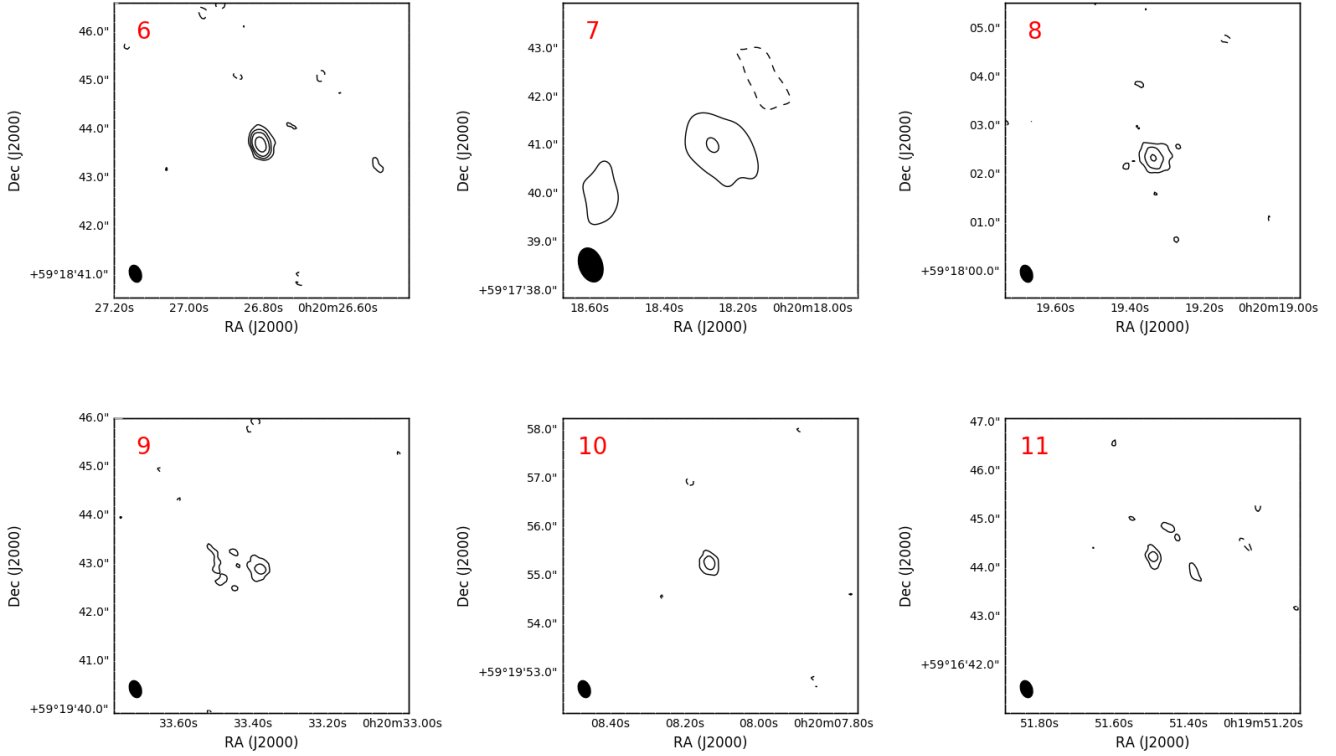 6
46.0"
45.0"
44.0"
43.0"
42.0"
+59°18'41.0"
27.20s 27.00s 26.80s 0h20m26.60s
RA (J2000)
Dec (J2000)
7
43.0"
42.0"
41.0"
40.0"
39.0"
+59°17'38.0"
18.60s 18.40s 18.20s 0h20m18.00s
RA (J2000)
Dec (J2000)
8
05.0"
04.0"
03.0"
02.0"
01.0"
+59°18'00.0"
19.60s 19.40s 19.20s 0h20m19.00s
RA (J2000)
Dec (J2000)
9
46.0"
45.0"
44.0"
43.0"
42.0"
41.0"
+59°19'40.0"
33.60s 33.40s 33.20s 0h20m33.00s
RA (J2000)
Dec (J2000)
10
58.0"
57.0"
56.0"
55.0"
54.0"
+59°19'53.0"
08.40s 08.20s 08.00s 0h20m07.80s
RA (J2000)
Dec (J2000)
11
47.0"
46.0"
45.0"
44.0"
43.0"
+59°16'42.0"
51.80s 51.60s 51.40s 0h19m51.20s
RA (J2000)
Dec (J2000)